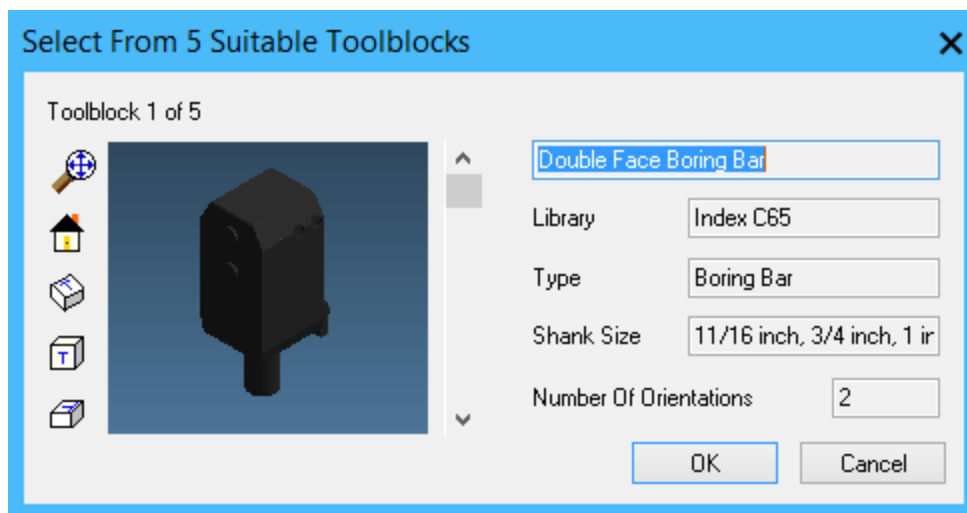 Select From 5 Suitable Toolblocks
Toolblock 1 of 5
Double Face Boring Bar
Library Index C65
Type Boring Bar
Shank Size 11/16 inch, 3/4 inch, 1 ir
Number Of Orientations 2
T
OK Cancel